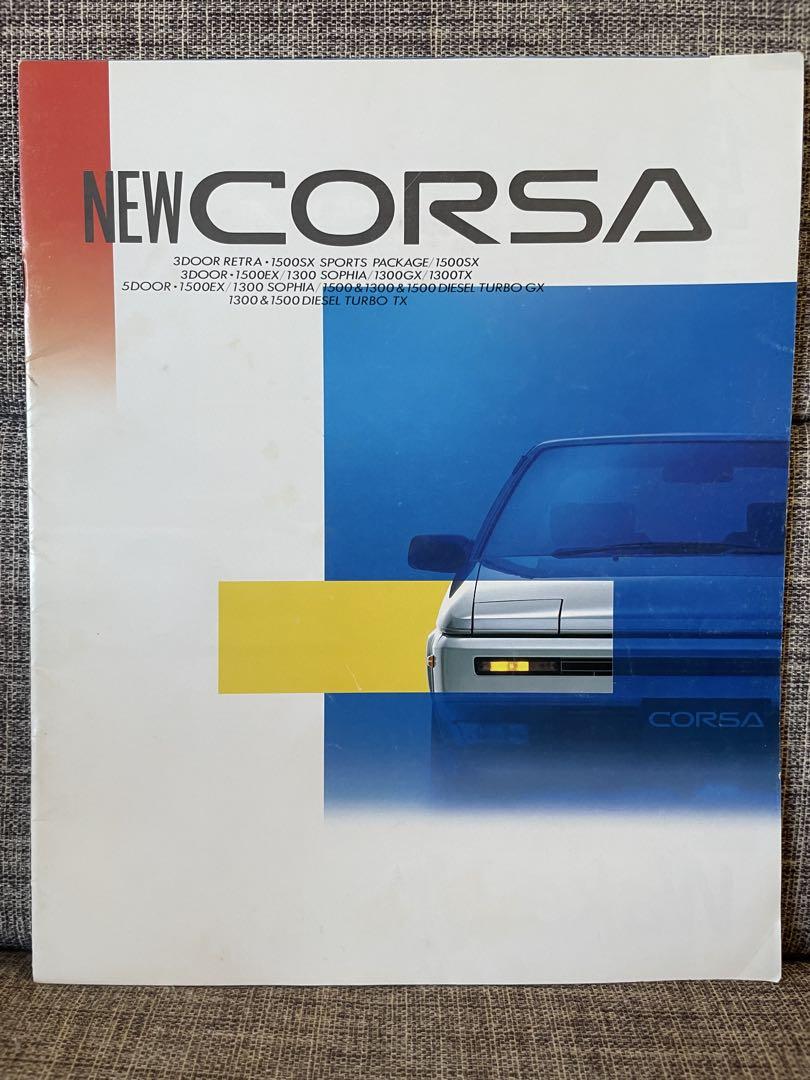 NEW CORSA
3DOOR RETRA • 1500SX SPORTS PACKAGE/1500SX
3DOOR • 1500EX/1300 SOPHIA/1300GX/1300TX
5DOOR • 1500EX/1300 SOPHIA/1500 & 1300 & 1500 DIESEL TURBO GX
1300 & 1500 DIESEL TURBO TX
CORSA